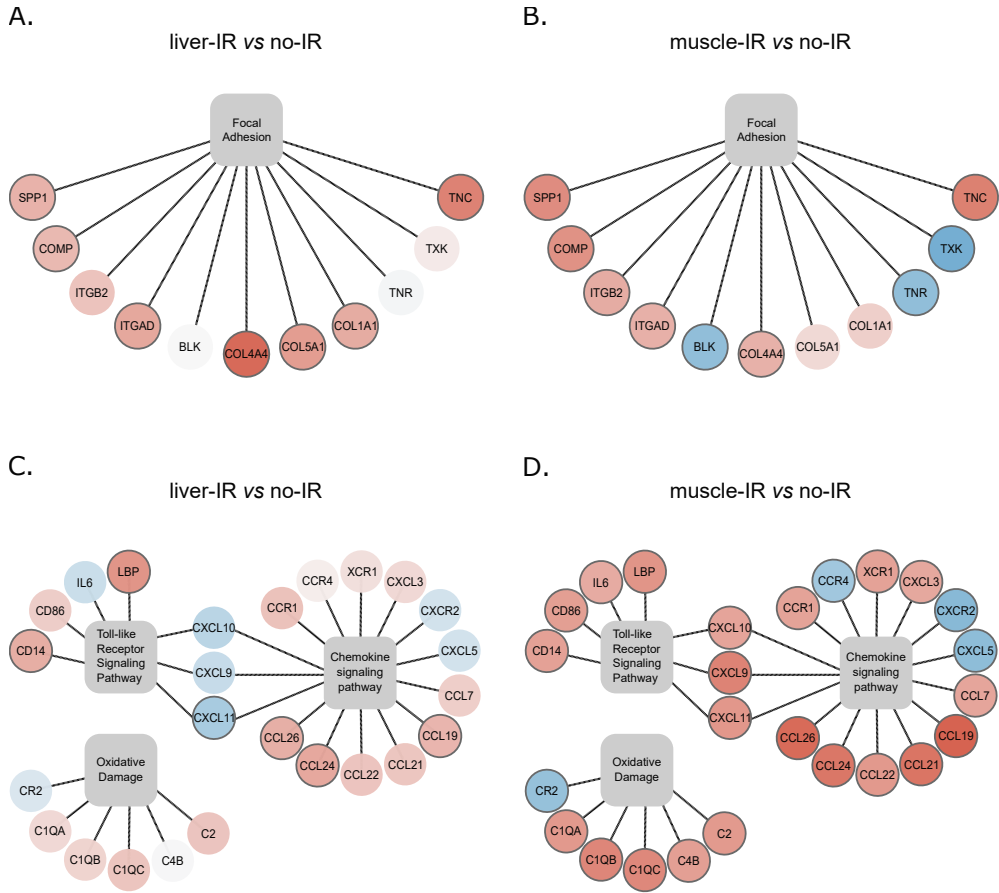 A.
liver-IR vs no-IR
Focal
Adhesion
SPP1
COMP
ITGB2
ITGAD
BLK
COL4A4
COL5A1
COL1A1
TNR
TXK
TNC
B.
muscle-IR vs no-IR
Focal
Adhesion
SPP1
COMP
ITGB2
ITGAD
BLK
COL4A4
COL5A1
COL1A1
TNR
TXK
TNC
C.
liver-IR vs no-IR
LBP
IL6
CD86
CD14
Toll-like
Receptor
Signaling
Pathway
CXCL10
CXCL9
CXCL11
CCR1
CCR4
XCR1
CXCL3
CXCR2
CXCL5
CCL7
CCL19
CCL21
CCL22
CCL24
CCL26
Chemokine
signaling
pathway
Oxidative
Damage
CR2
C1QA
C1QB
C1QC
C4B
C2
D.
muscle-IR vs no-IR
LBP
IL6
CD86
CD14
Toll-like
Receptor
Signaling
Pathway
CXCL10
CXCL9
CXCL11
CCR1
CCR4
XCR1
CXCL3
CXCR2
CXCL5
CCL7
CCL19
CCL21
CCL22
CCL24
CCL26
Chemokine
signaling
pathway
Oxidative
Damage
CR2
C1QA
C1QB
C1QC
C4B
C2